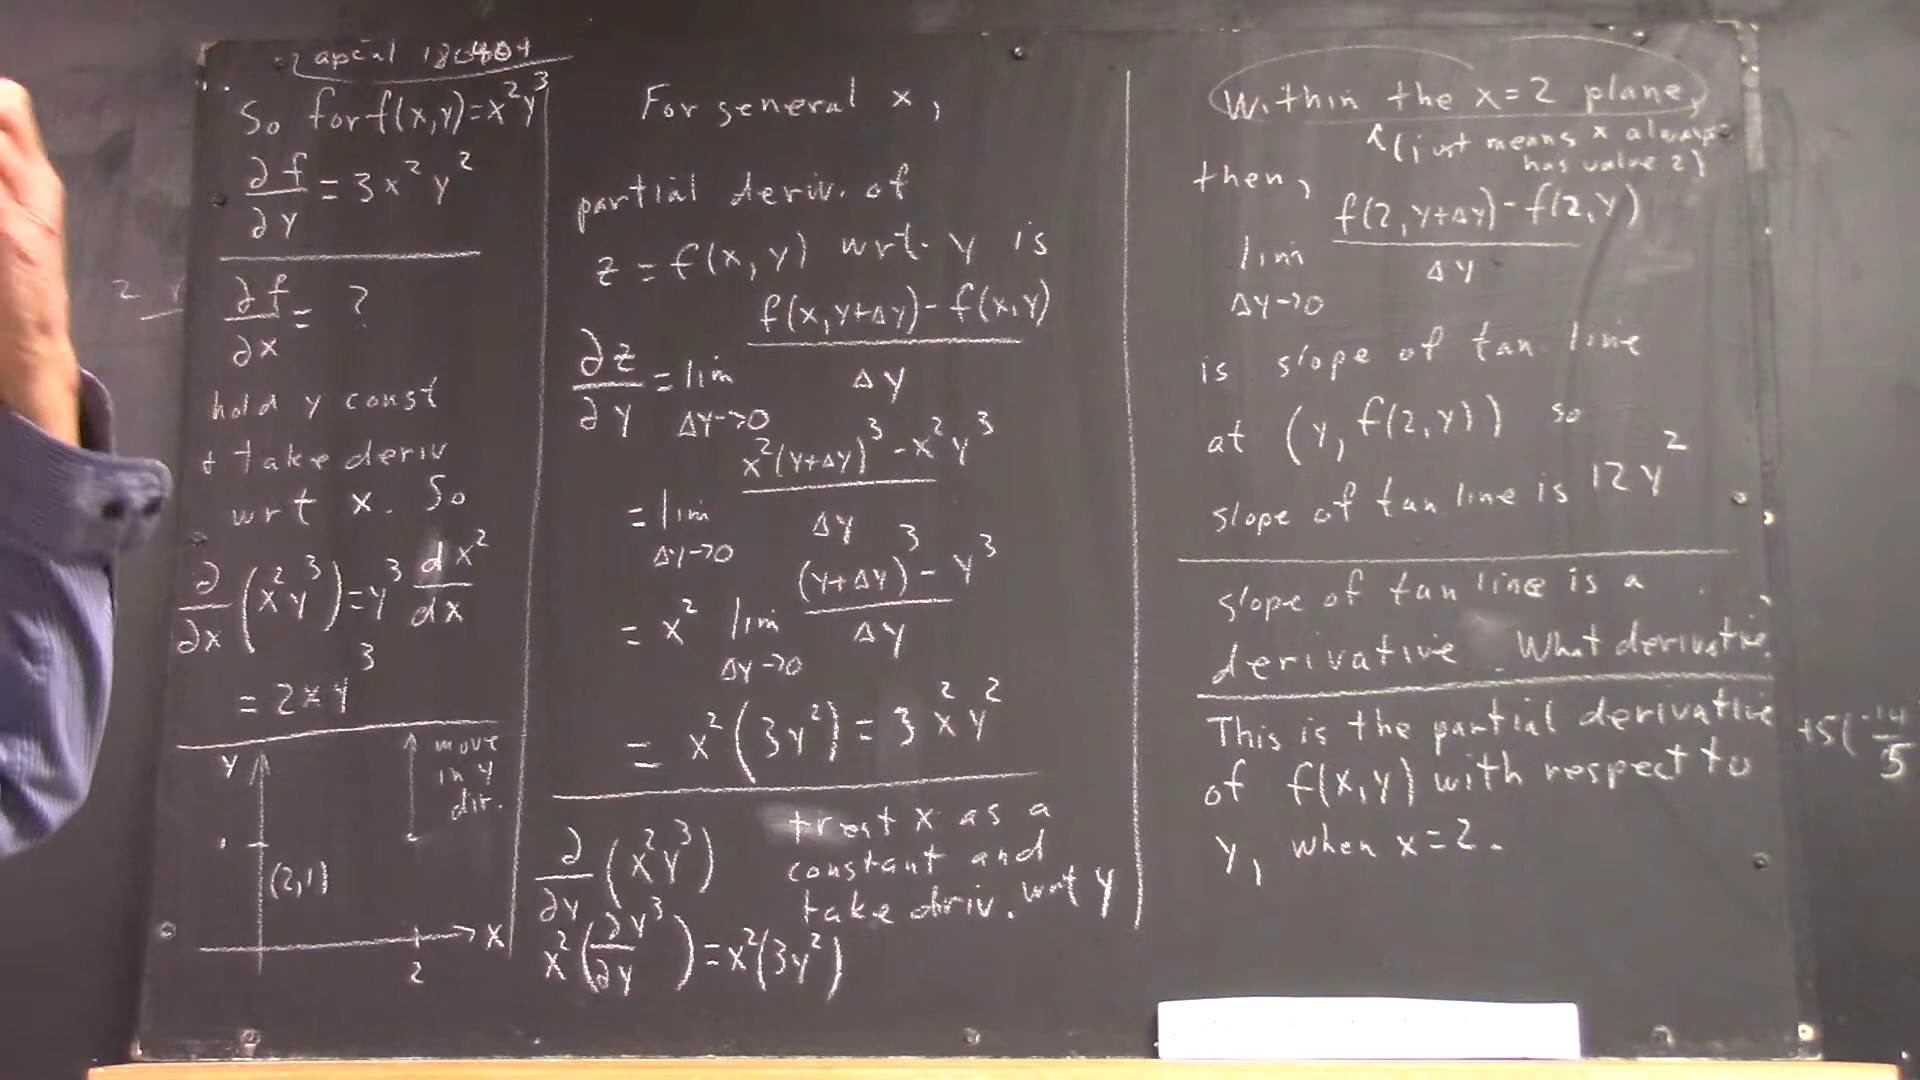 So for f(x,y)=x²y³
∂f/∂y = 3x²y²
∂f/∂x = ?
hold y const
+ take deriv
wrt x. So
∂/∂x (x²y³) = y³ dx²/dx
= 2xy³
y
move
in y
dir.
(2,1)
x
2
For general x,
partial deriv. of
z = f(x,y) wrt. y is
∂z/∂y = lim Δy→0 (f(x,y+Δy) - f(x,y))/Δy
= lim Δy→0 (x²(y+Δy)³ - x²y³)/Δy
= x² lim Δy→0 ((y+Δy)³ - y³)/Δy
= x²(3y²) = 3x²y²
∂/∂y (x²y³)
treat x as a
constant and
take deriv. wrt y
x²(∂y³/∂y) = x²(3y²)
Within the x=2 plane,
(just means x always
has value 2)
then,
lim Δy→0 (f(2,y+Δy) - f(2,y))/Δy
is slope of tan line
at (y, f(2,y)) so
slope of tan line is 12y²
slope of tan line is a
derivative. What derivative.
This is the partial derivative
of f(x,y) with respect to
y, when x=2.